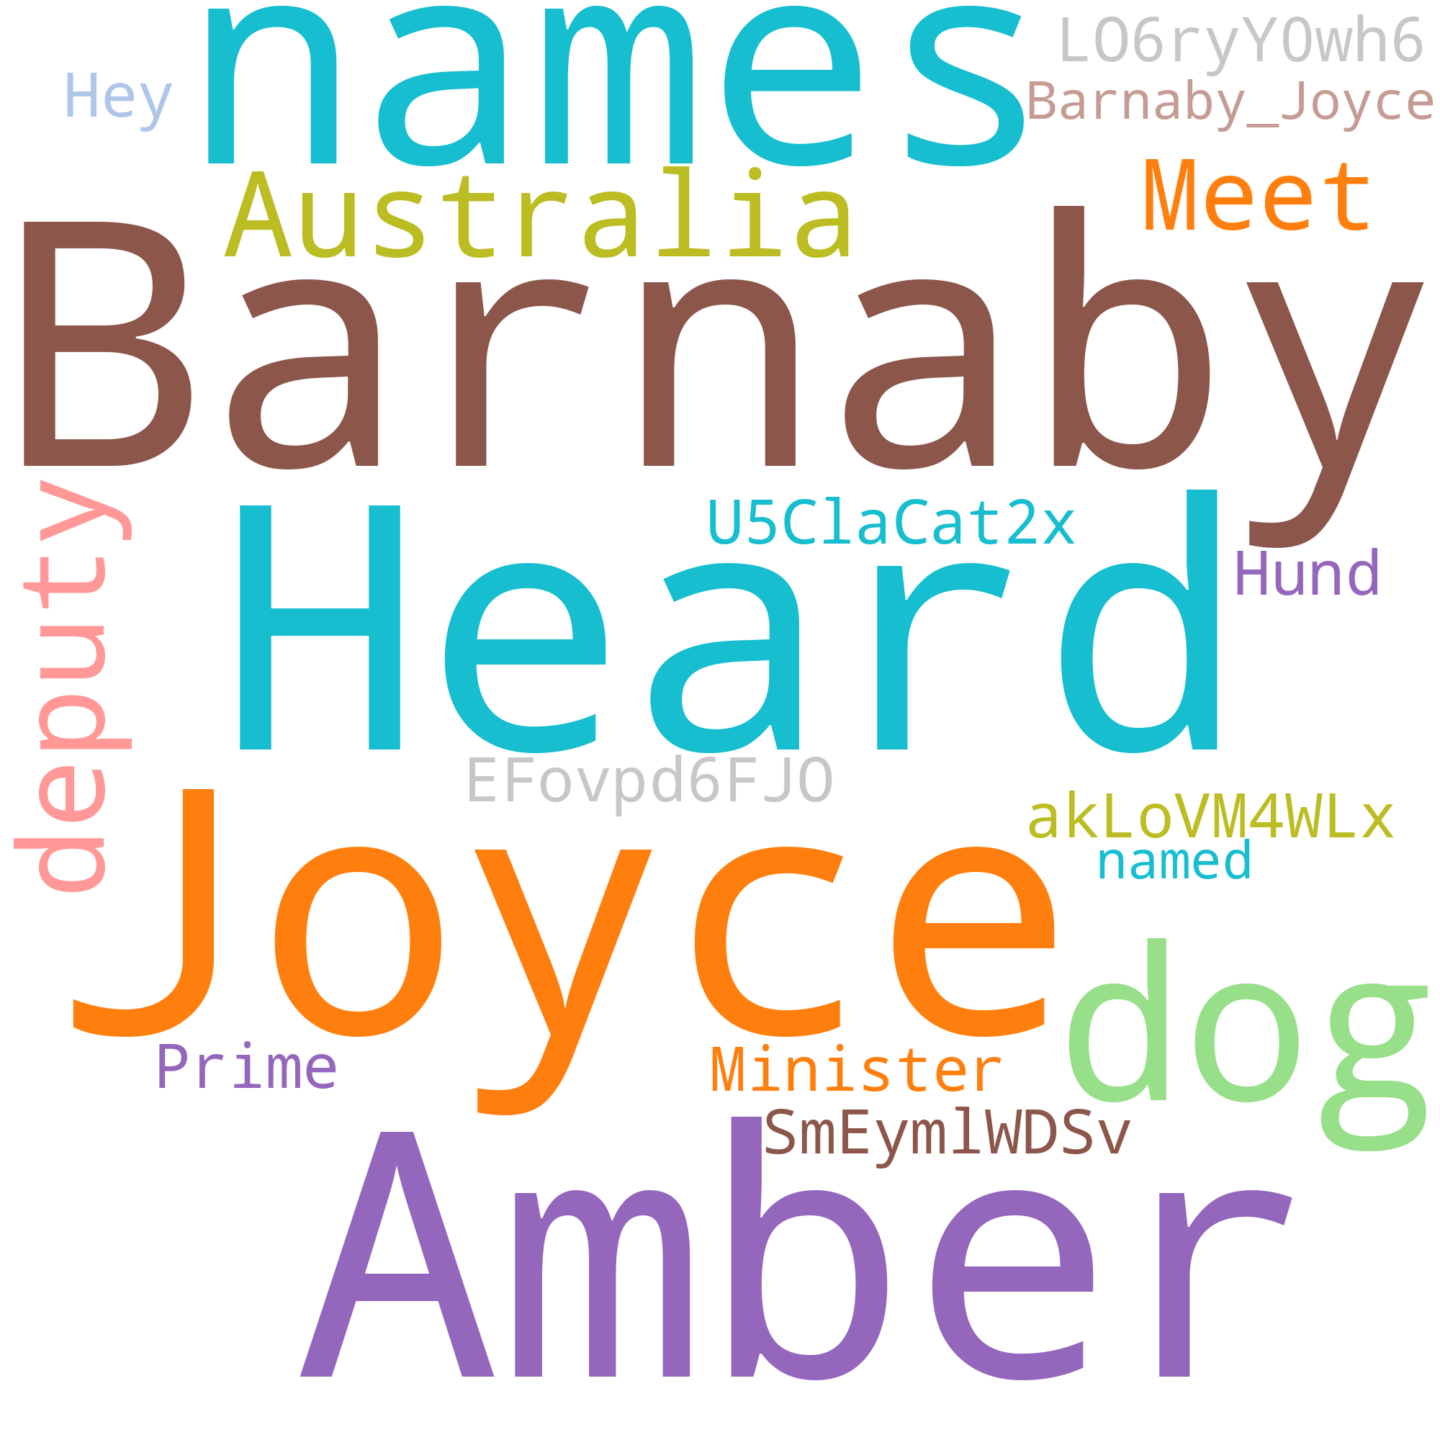 names
LO6ryY0wh6
Hey
Barnaby_Joyce
Australia
Meet
Barnaby
deputy
Heard
U5ClaCat2x
Hund
EFovpd6FJO
Joyce
akLoVM4WLx
named
dog
Prime
Minister
SmEymlWDSv
Amber